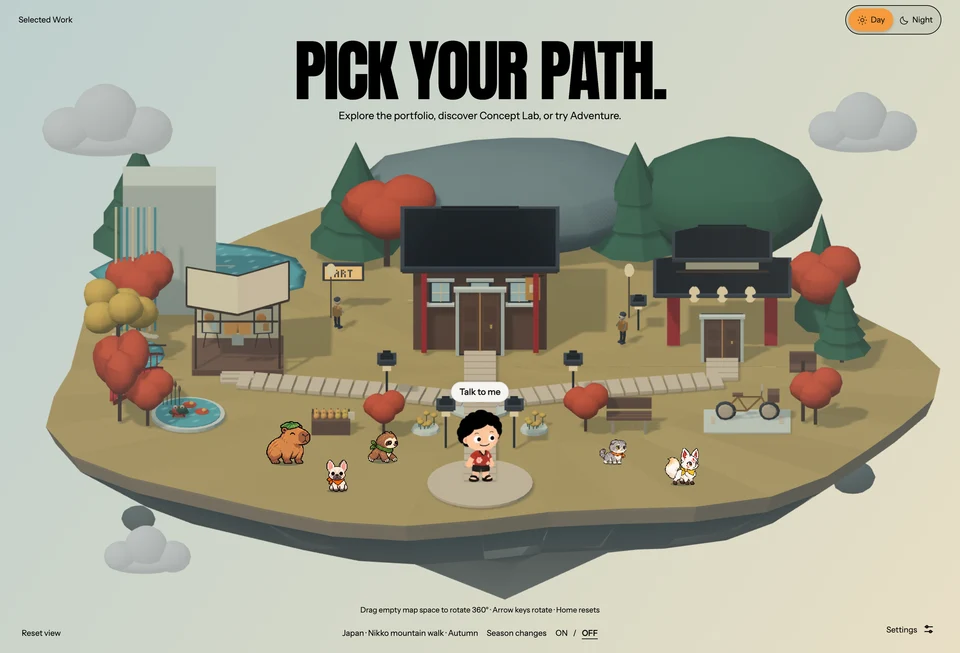 Selected Work
Day
Night
PICK YOUR PATH.
Explore the portfolio, discover Concept Lab, or try Adventure.
ART
Talk to me
Drag empty map space to rotate 360° · Arrow keys rotate · Home resets
Reset view
Japan · Nikko mountain walk · Autumn Season changes ON / OFF
Settings